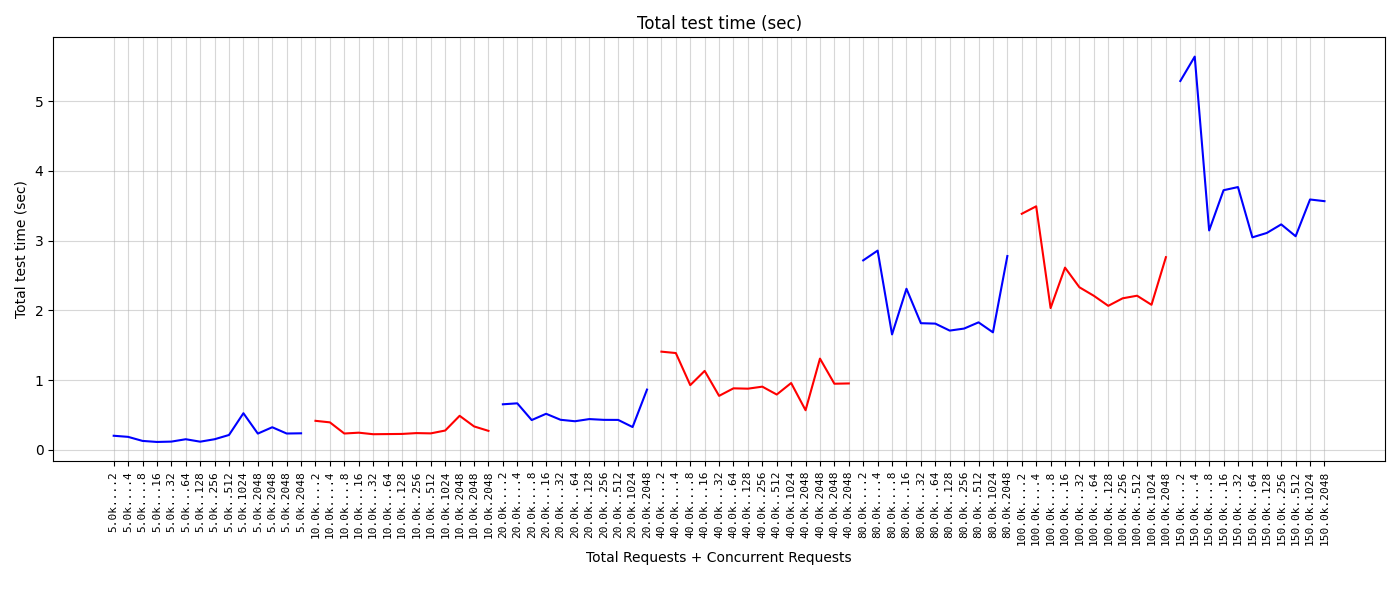 Total test time (sec)
Total test time (sec)
5
4
3
2
1
0
5.0k....2
5.0k....4
5.0k....8
5.0k...16
5.0k...32
5.0k...64
5.0k..128
5.0k..256
5.0k..512
5.0k.1024
5.0k.2048
5.0k.2048
5.0k.2048
5.0k.2048
10.0k....2
10.0k....4
10.0k....8
10.0k...16
10.0k...32
10.0k...64
10.0k..128
10.0k..256
10.0k..512
10.0k.1024
10.0k.2048
10.0k.2048
10.0k.2048
20.0k....2
20.0k....4
20.0k....8
20.0k...16
20.0k...32
20.0k...64
20.0k..128
20.0k..256
20.0k..512
20.0k.1024
20.0k.2048
40.0k....2
40.0k....4
40.0k....8
40.0k...16
40.0k...32
40.0k...64
40.0k..128
40.0k..256
40.0k..512
40.0k.1024
40.0k.2048
40.0k.2048
40.0k.2048
40.0k.2048
80.0k....2
80.0k....4
80.0k....8
80.0k...16
80.0k...32
80.0k...64
80.0k..128
80.0k..256
80.0k..512
80.0k.1024
80.0k.2048
100.0k....2
100.0k....4
100.0k....8
100.0k...16
100.0k...32
100.0k...64
100.0k..128
100.0k..256
100.0k..512
100.0k.1024
100.0k.2048
150.0k....2
150.0k....4
150.0k....8
150.0k...16
150.0k...32
150.0k...64
150.0k..128
150.0k..256
150.0k..512
150.0k.1024
150.0k.2048
Total Requests + Concurrent Requests